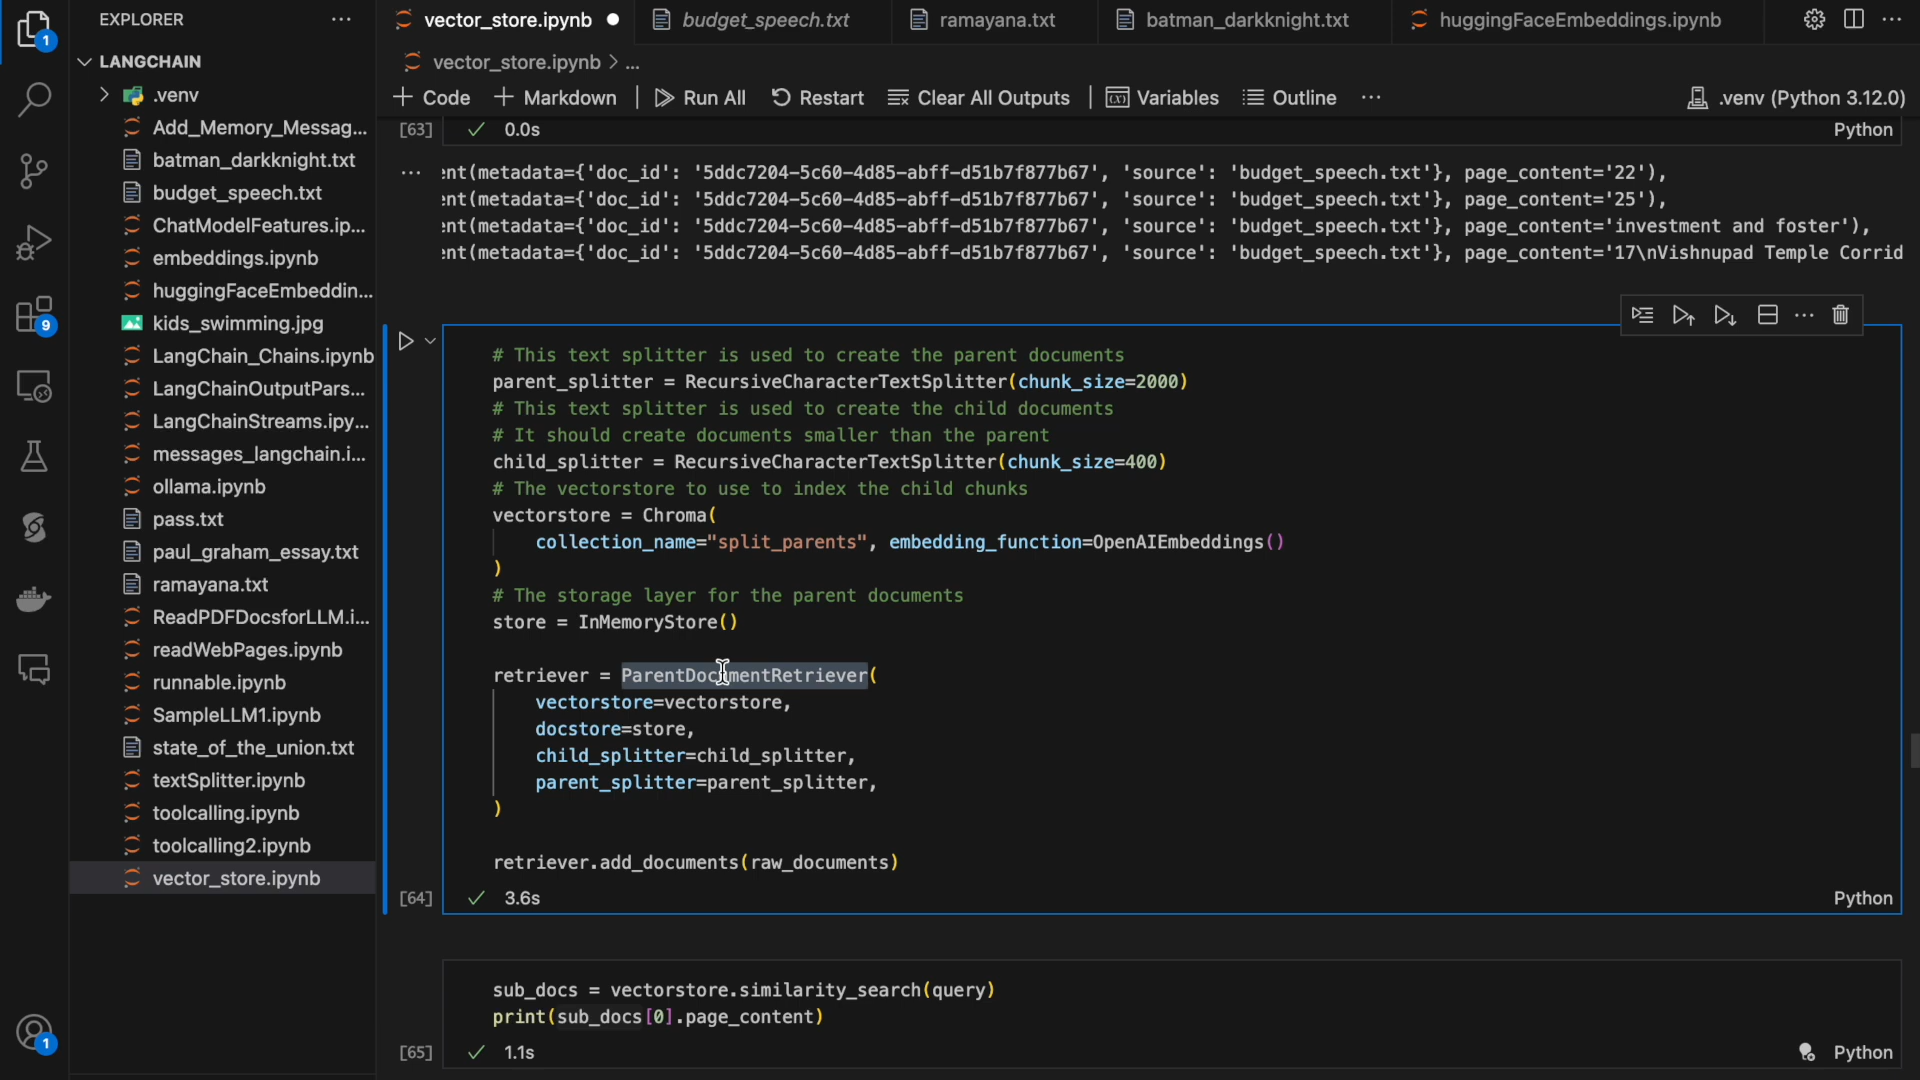 EXPLORER
LANGCHAIN
.venv
Add_Memory_Messag...
batman_darkknight.txt
budget_speech.txt
ChatModelFeatures.ip...
embeddings.ipynb
huggingFaceEmbeddin...
kids_swimming.jpg
LangChain_Chains.ipynb
LangChainOutputPars...
LangChainStreams.ipy...
messages_langchain.i...
ollama.ipynb
pass.txt
paul_graham_essay.txt
ramayana.txt
ReadPDFDocsforLLM.i...
readWebPages.ipynb
runnable.ipynb
SampleLLM1.ipynb
state_of_the_union.txt
textSplitter.ipynb
toolcalling.ipynb
toolcalling2.ipynb
vector_store.ipynb
1
9
1
vector_store.ipynb budget_speech.txt ramayana.txt batman_darkknight.txt huggingFaceEmbeddings.ipynb
vector_store.ipynb > ...
+ Code + Markdown Run All Restart Clear All Outputs Variables Outline ... .venv (Python 3.12.0)
[63] ✓ 0.0s Python
... ent(metadata={'doc_id': '5ddc7204-5c60-4d85-abff-d51b7f877b67', 'source': 'budget_speech.txt'}, page_content='22'),
ent(metadata={'doc_id': '5ddc7204-5c60-4d85-abff-d51b7f877b67', 'source': 'budget_speech.txt'}, page_content='25'),
ent(metadata={'doc_id': '5ddc7204-5c60-4d85-abff-d51b7f877b67', 'source': 'budget_speech.txt'}, page_content='investment and foster'),
ent(metadata={'doc_id': '5ddc7204-5c60-4d85-abff-d51b7f877b67', 'source': 'budget_speech.txt'}, page_content='17\nVishnupad Temple Corrid
# This text splitter is used to create the parent documents
parent_splitter = RecursiveCharacterTextSplitter(chunk_size=2000)
# This text splitter is used to create the child documents
# It should create documents smaller than the parent
child_splitter = RecursiveCharacterTextSplitter(chunk_size=400)
# The vectorstore to use to index the child chunks
vectorstore = Chroma(
collection_name="split_parents", embedding_function=OpenAIEmbeddings()
)
# The storage layer for the parent documents
store = InMemoryStore()
retriever = ParentDocumentRetriever(
vectorstore=vectorstore,
docstore=store,
child_splitter=child_splitter,
parent_splitter=parent_splitter,
)
retriever.add_documents(raw_documents)
[64] ✓ 3.6s Python
sub_docs = vectorstore.similarity_search(query)
print(sub_docs[0].page_content)
[65] ✓ 1.1s Python